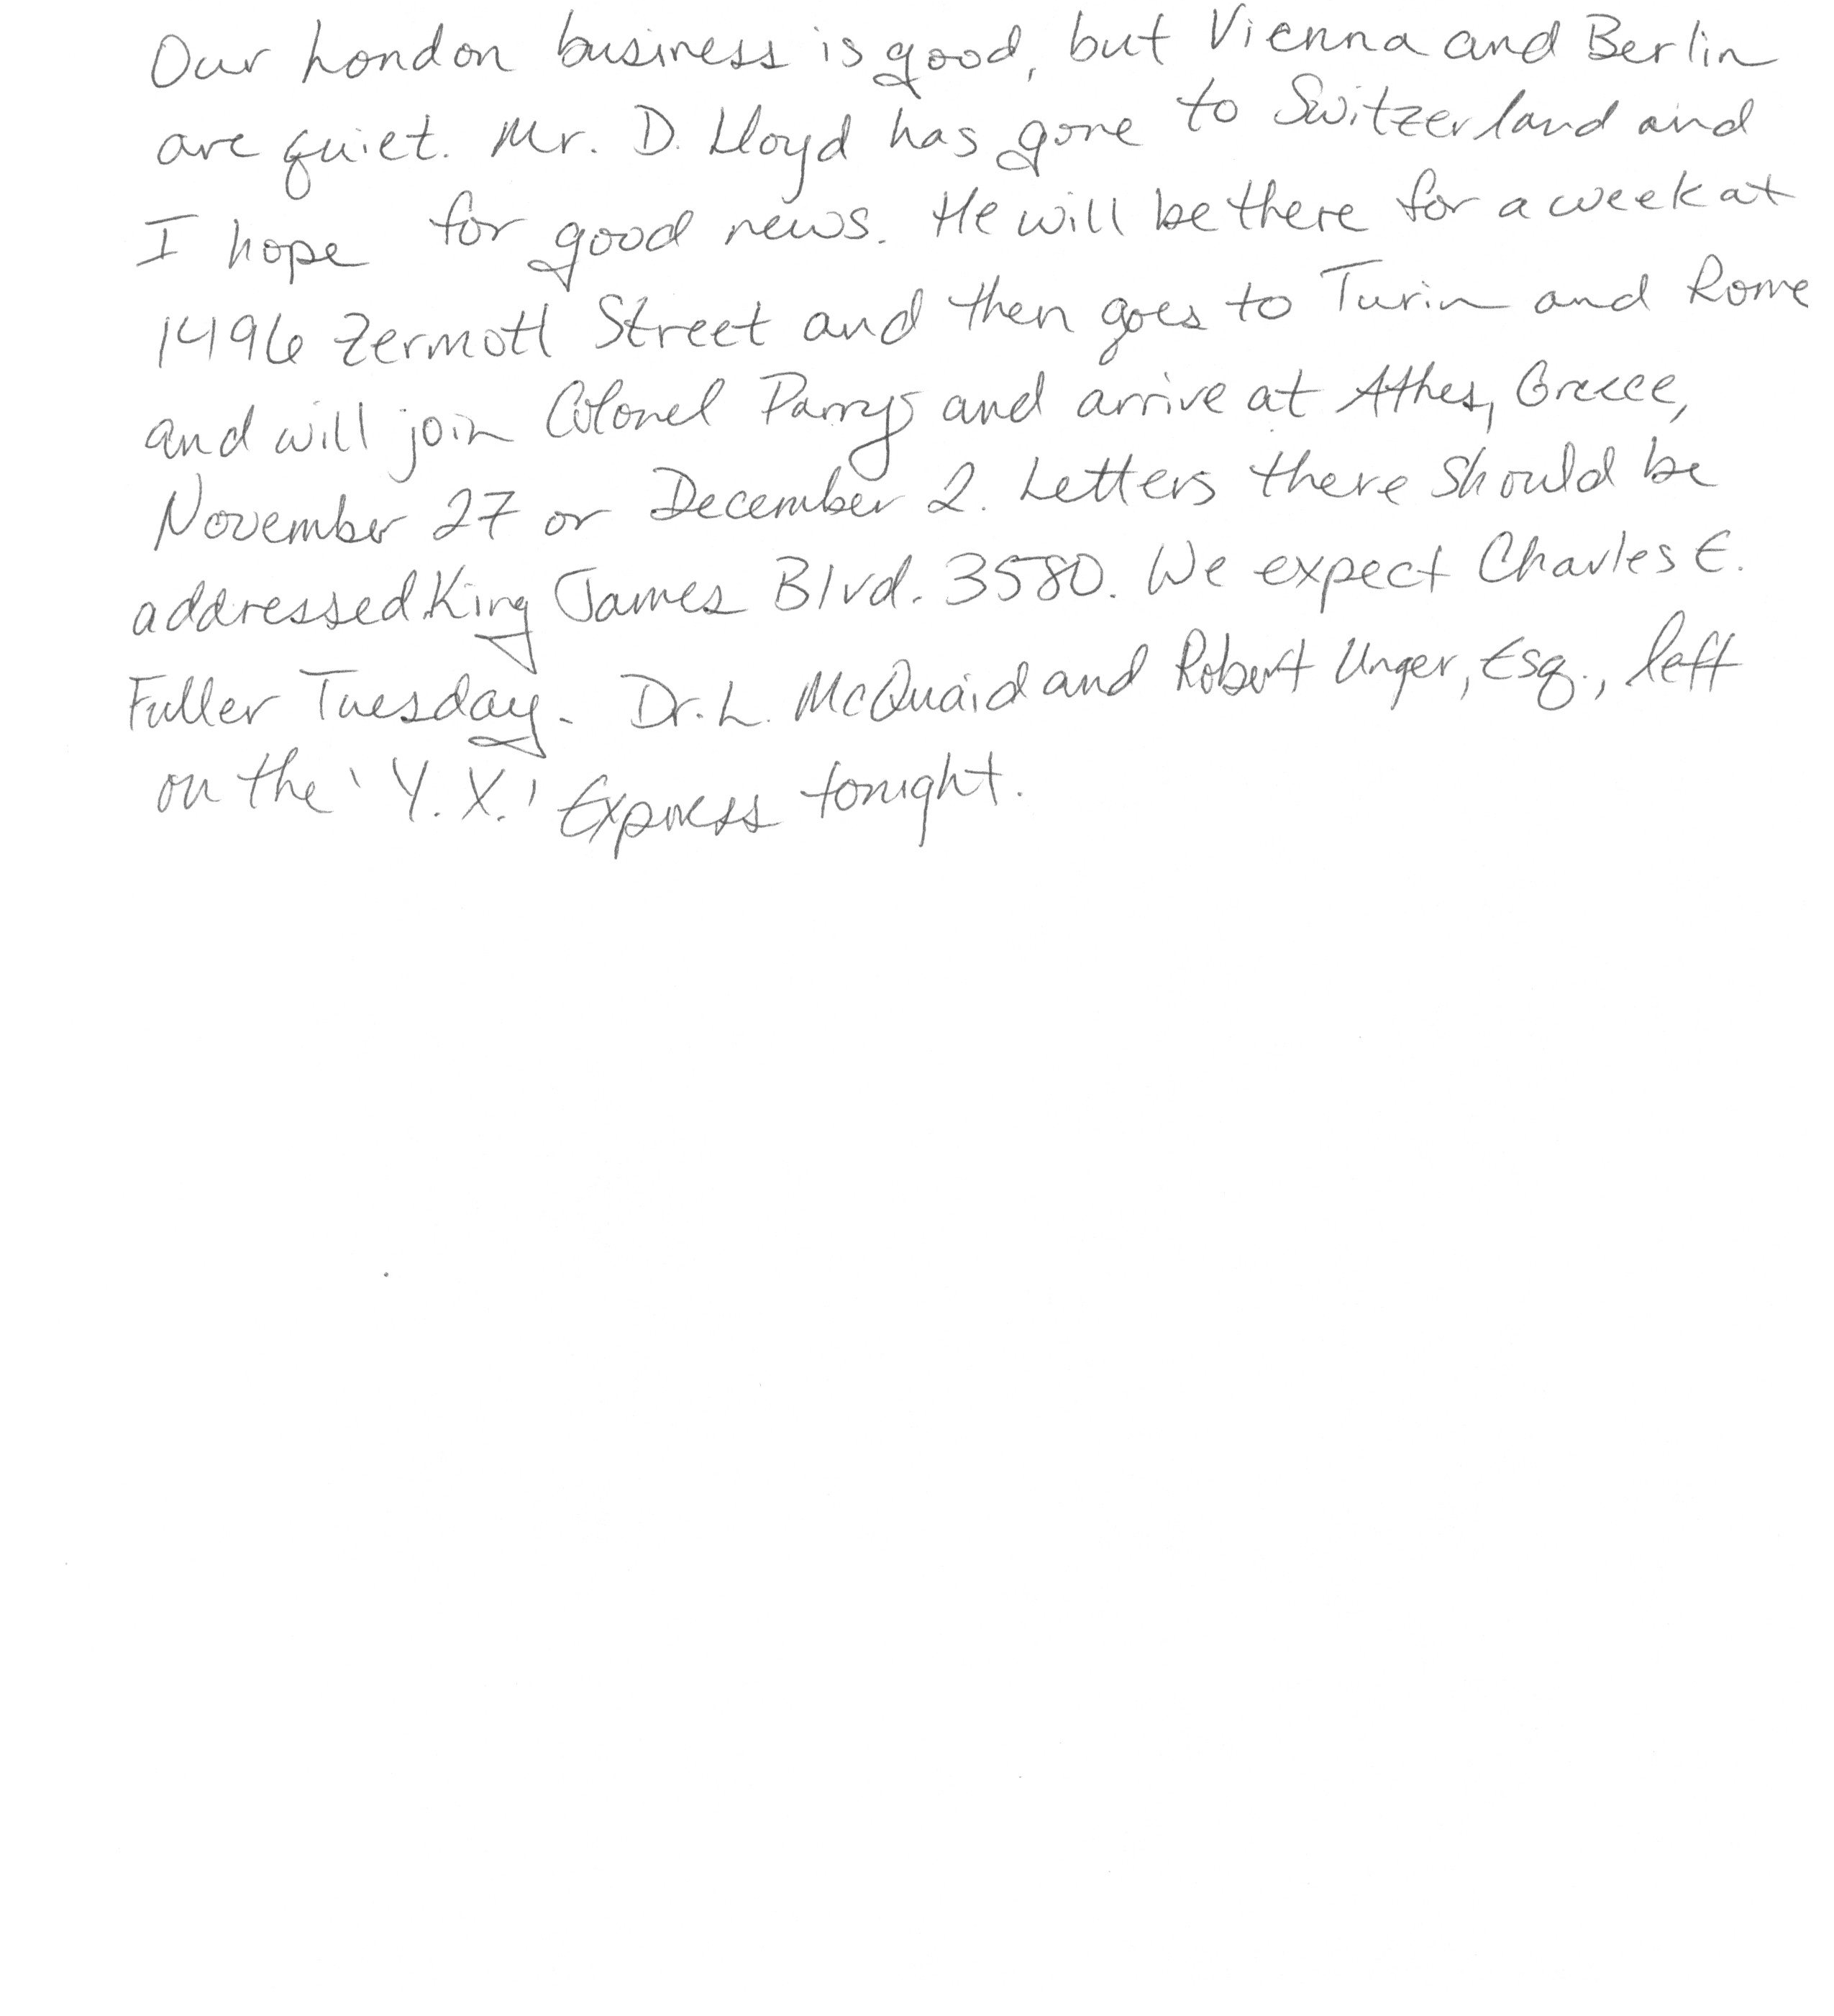 Our London business is good, but Vienna and Berlin
are quiet. Mr. D. Lloyd has gone to Switzerland and
I hope for good news. He will be there for a week at
1496 Zermott Street and then goes to Turin and Rome
and will join Colonel Parrys and arrive at Athes, Greece,
November 27 or December 2. Letters there should be
addressed King James Blvd. 3580. We expect Charles E.
Fuller Tuesday. Dr. L. McQuaid and Robert Unger, Esq., left
on the 'Y.X.' Express tonight.